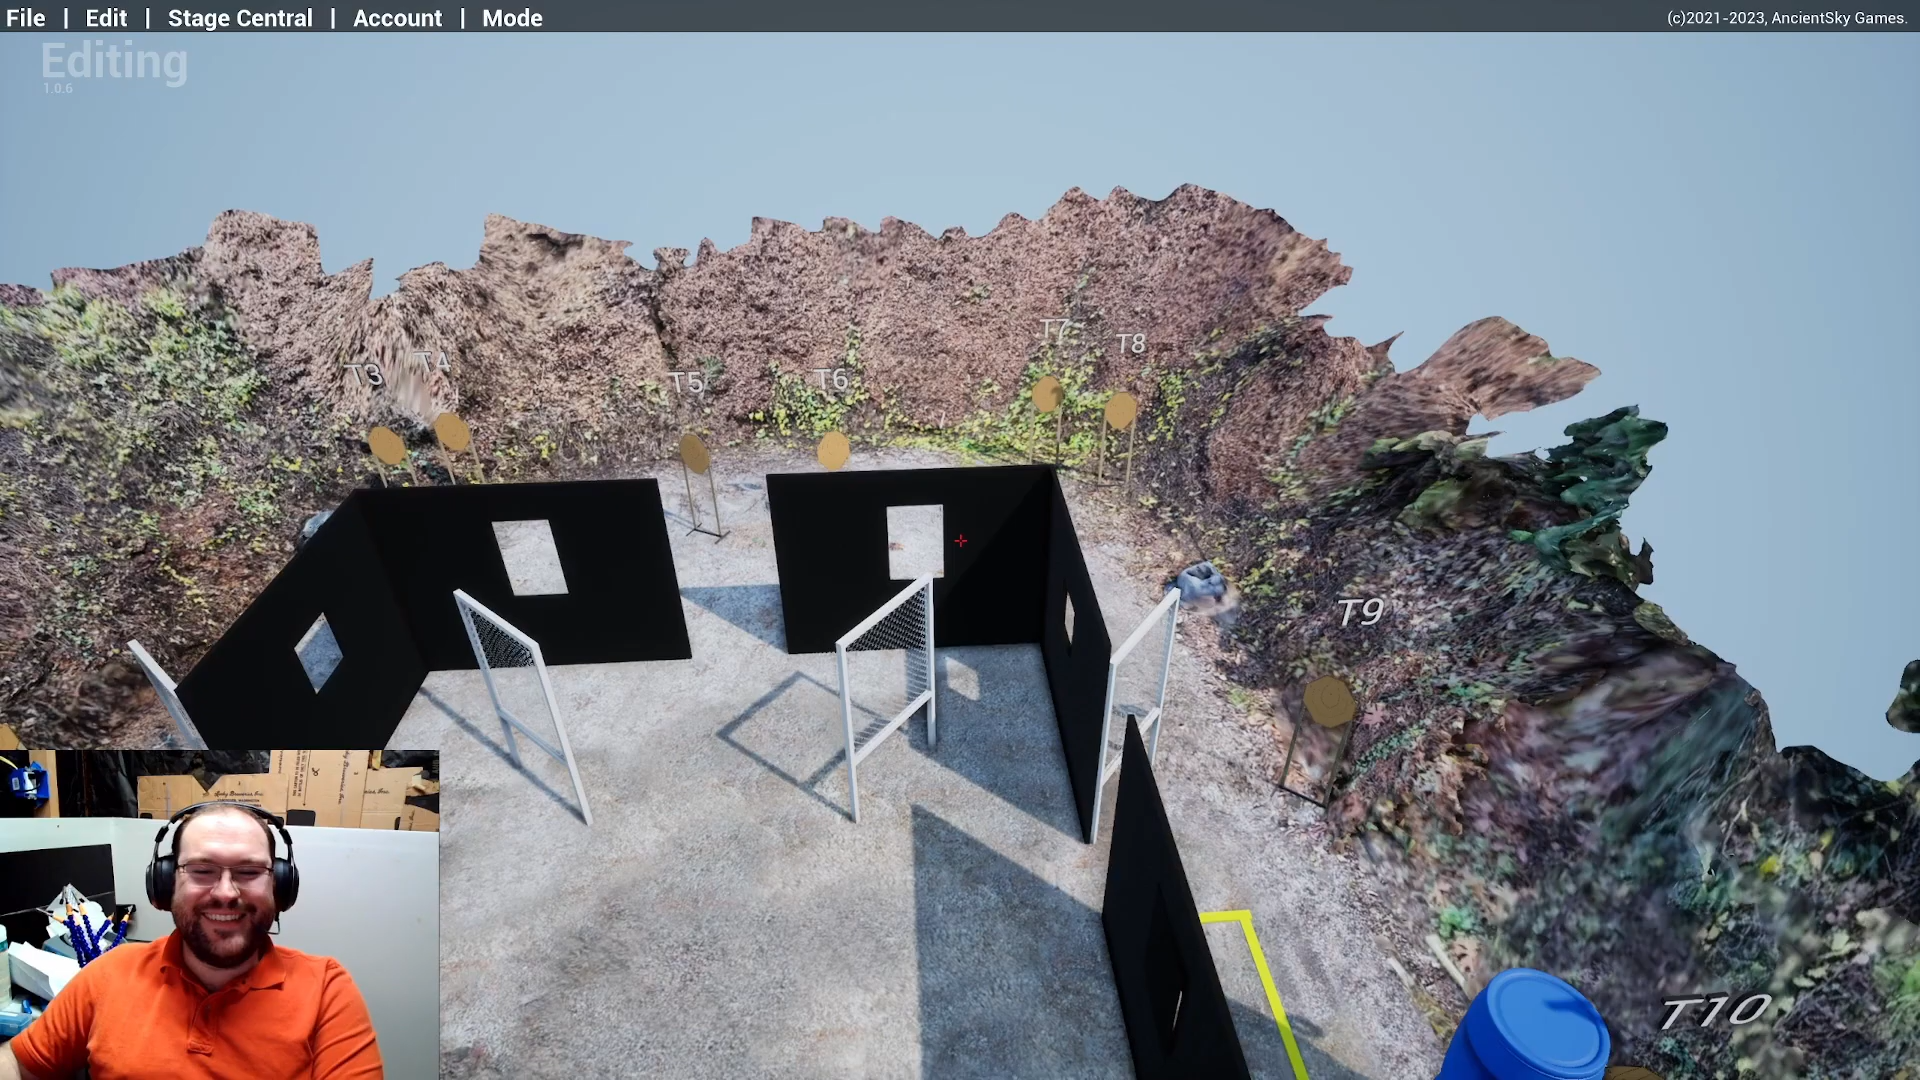 File | Edit | Stage Central | Account | Mode
(c)2021-2023, AncientSky Games.
Editing
1.0.6
T3
T4
T5
T6
T7
T8
T9
T10